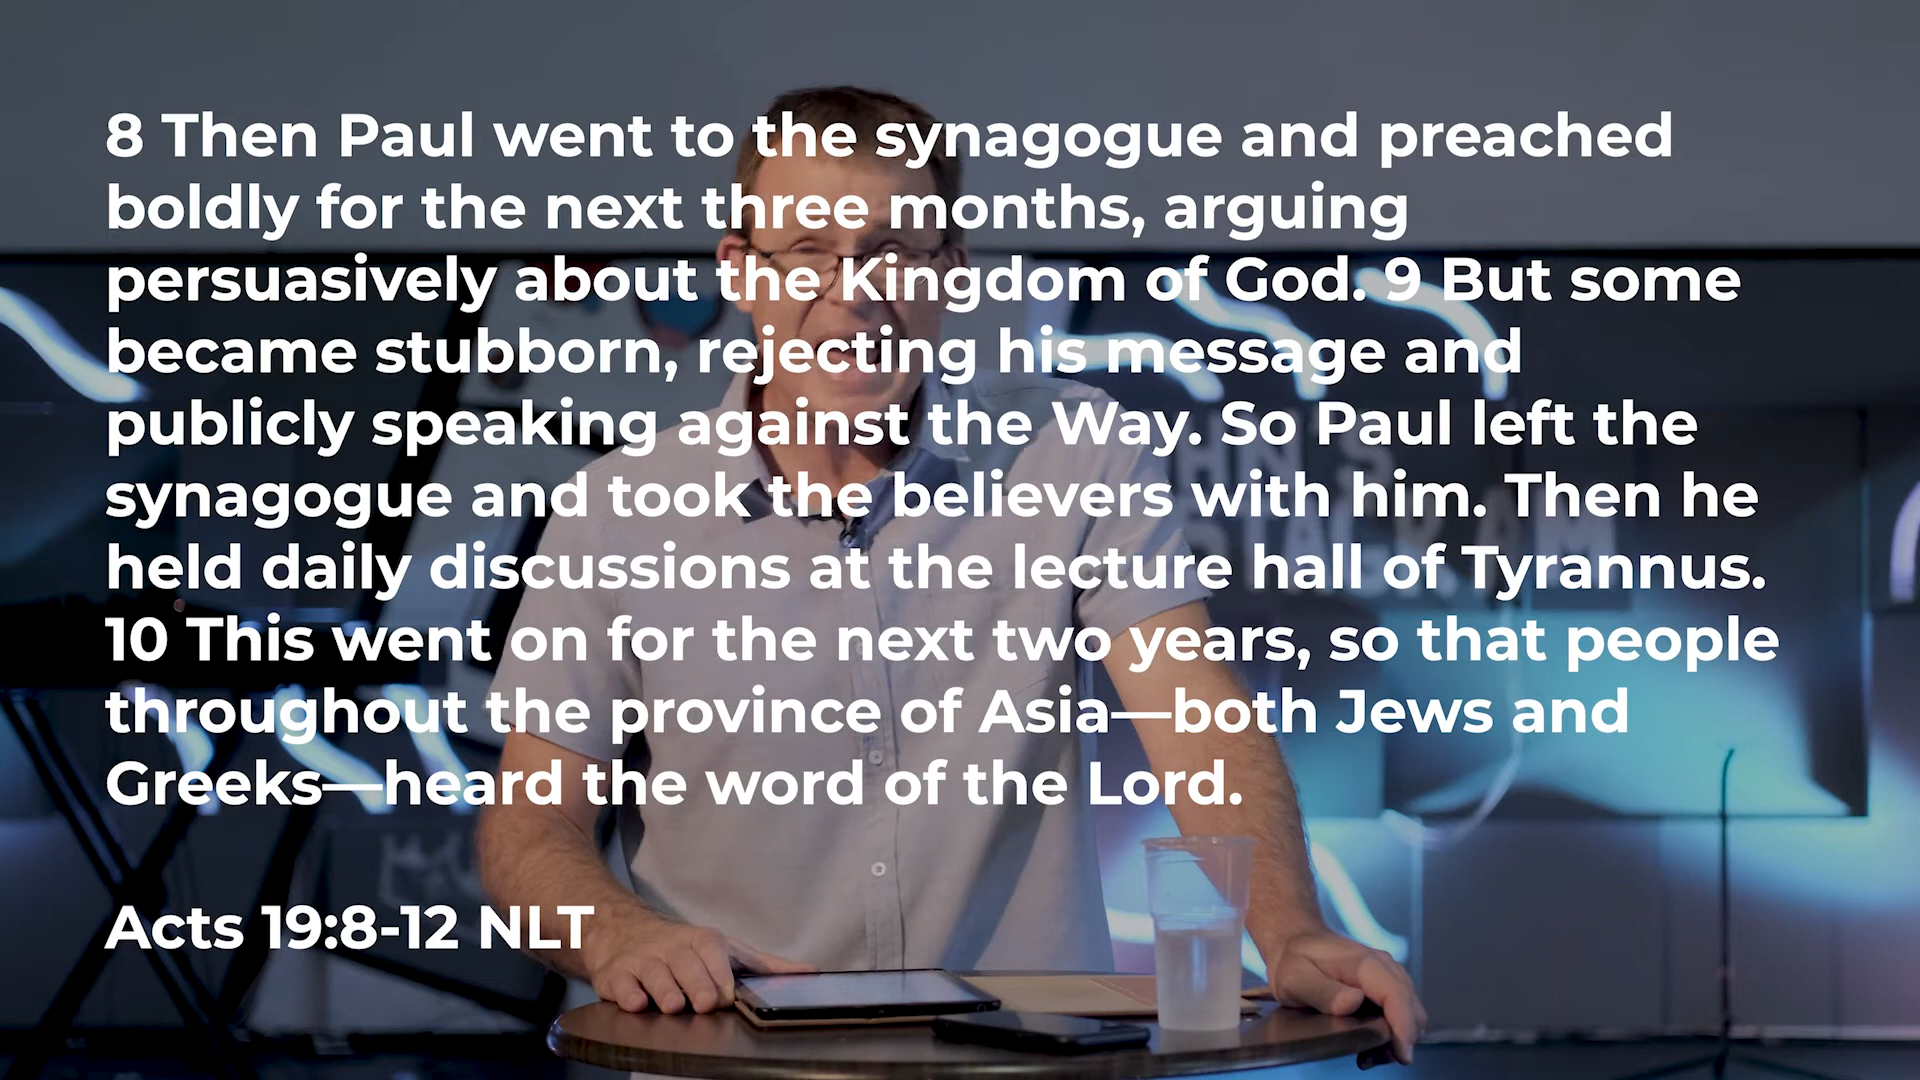 8 Then Paul went to the synagogue and preached
boldly for the next three months, arguing
persuasively about the Kingdom of God. 9 But some
became stubborn, rejecting his message and
publicly speaking against the Way. So Paul left the
synagogue and took the believers with him. Then he
held daily discussions at the lecture hall of Tyrannus.
10 This went on for the next two years, so that people
throughout the province of Asia—both Jews and
Greeks—heard the word of the Lord.
Acts 19:8-12 NLT